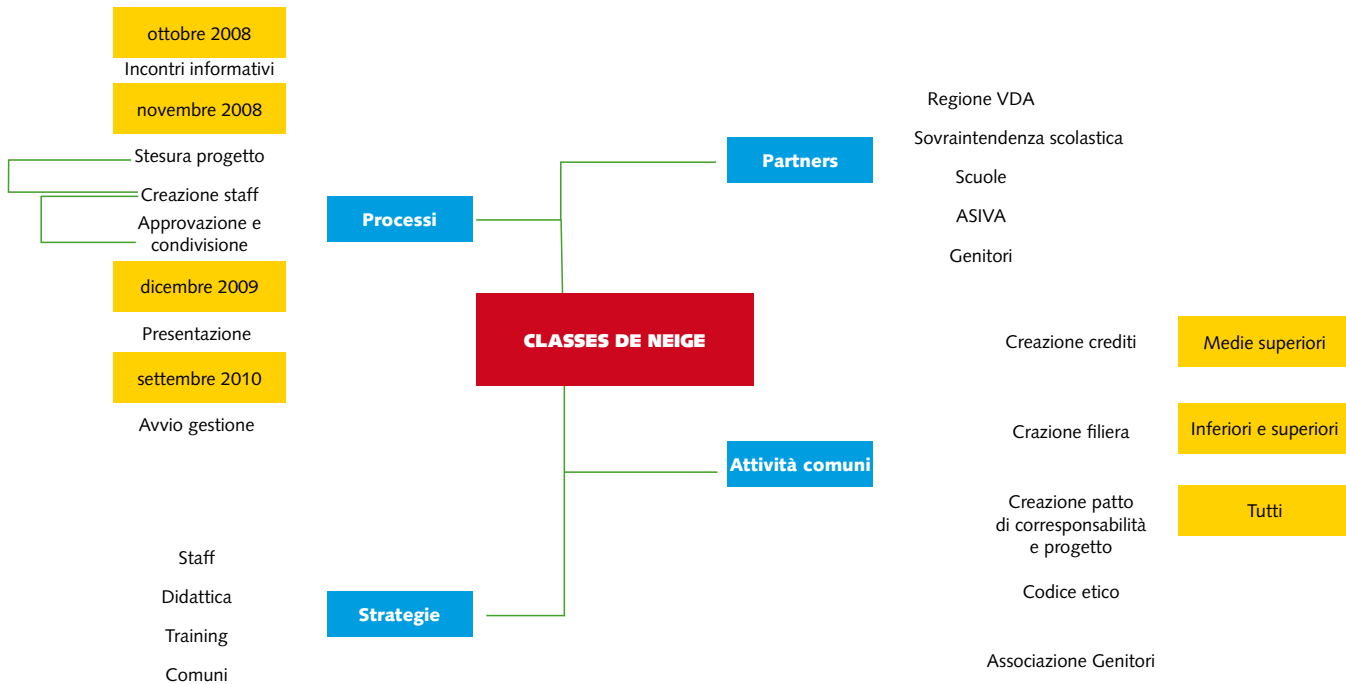 ottobre 2008
Incontri informativi
novembre 2008
Stesura progetto
Creazione staff
Approvazione e
condivisione
dicembre 2009
Presentazione
settembre 2010
Avvio gestione
Processi
Partners
Regione VDA
Sovraintendenza scolastica
Scuole
ASIVA
Genitori
CLASSES DE NEIGE
Attività comuni
Creazione crediti
Medie superiori
Crazione filiera
Inferiori e superiori
Creazione patto
di corresponsabilità
e progetto
Tutti
Codice etico
Associazione Genitori
Strategie
Staff
Didattica
Training
Comuni